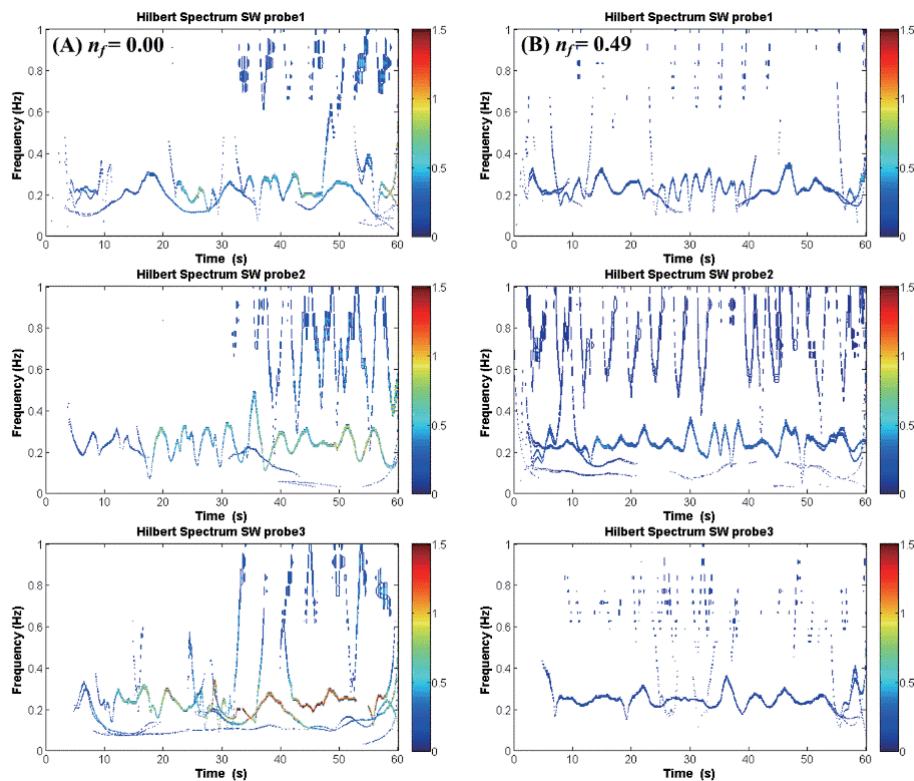 Hilbert Spectrum SW probe1
(A) n_f = 0.00
Frequency (Hz)
1
0.8
0.6
0.4
0.2
0
0 10 20 30 40 50 60
Time (s)
1.5
1
0.5
0
Hilbert Spectrum SW probe1
(B) n_f = 0.49
Frequency (Hz)
1
0.8
0.6
0.4
0.2
0
0 10 20 30 40 50 60
Time (s)
1.5
1
0.5
0
Hilbert Spectrum SW probe2
Frequency (Hz)
1
0.8
0.6
0.4
0.2
0
0 10 20 30 40 50 60
Time (s)
1.5
1
0.5
0
Hilbert Spectrum SW probe2
Frequency (Hz)
1
0.8
0.6
0.4
0.2
0
0 10 20 30 40 50 60
Time (s)
1.5
1
0.5
0
Hilbert Spectrum SW probe3
Frequency (Hz)
1
0.8
0.6
0.4
0.2
0
0 10 20 30 40 50 60
Time (s)
1.5
1
0.5
0
Hilbert Spectrum SW probe3
Frequency (Hz)
1
0.8
0.6
0.4
0.2
0
0 10 20 30 40 50 60
Time (s)
1.5
1
0.5
0